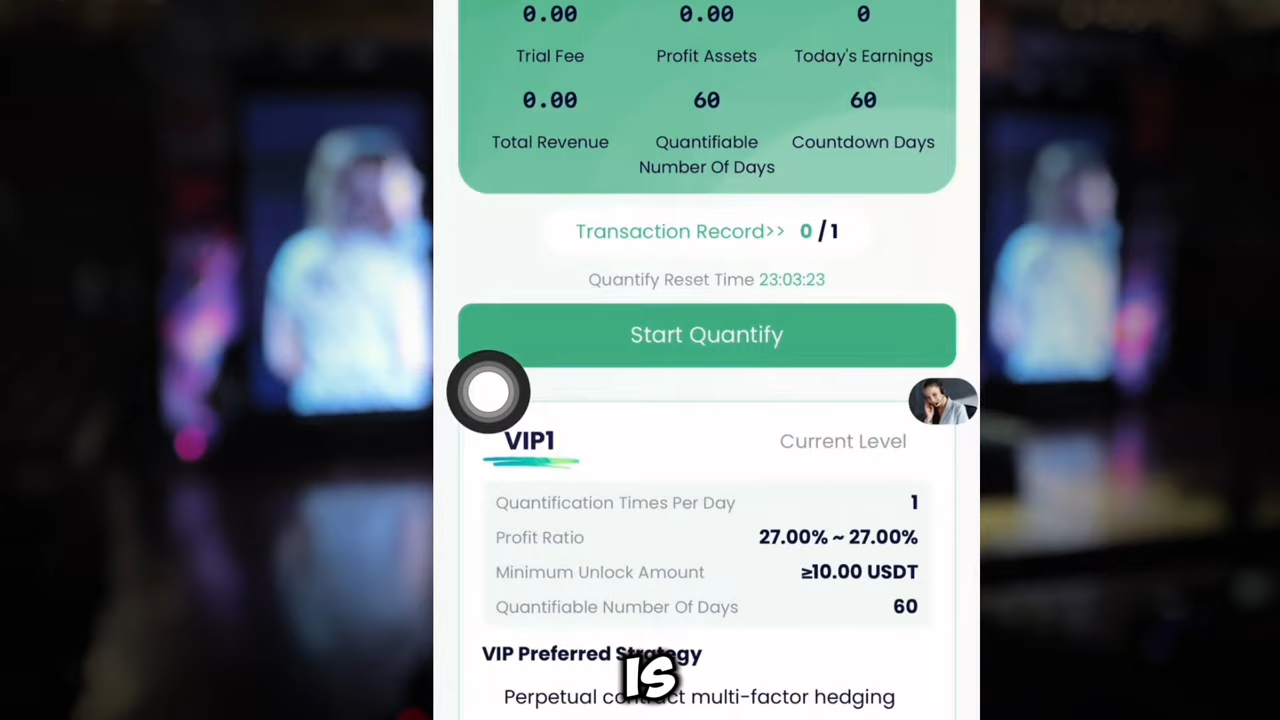 0.00 0.00 0
Trial Fee Profit Assets Today's Earnings
0.00 60 60
Total Revenue Quantifiable Number Of Days Countdown Days
Transaction Record>> 0 / 1
Quantify Reset Time 23:03:23
Start Quantify
VIP1 Current Level
Quantification Times Per Day 1
Profit Ratio 27.00% ~ 27.00%
Minimum Unlock Amount ≥10.00 USDT
Quantifiable Number Of Days 60
VIP Preferred Strategy
IS
Perpetual contract multi-factor hedging